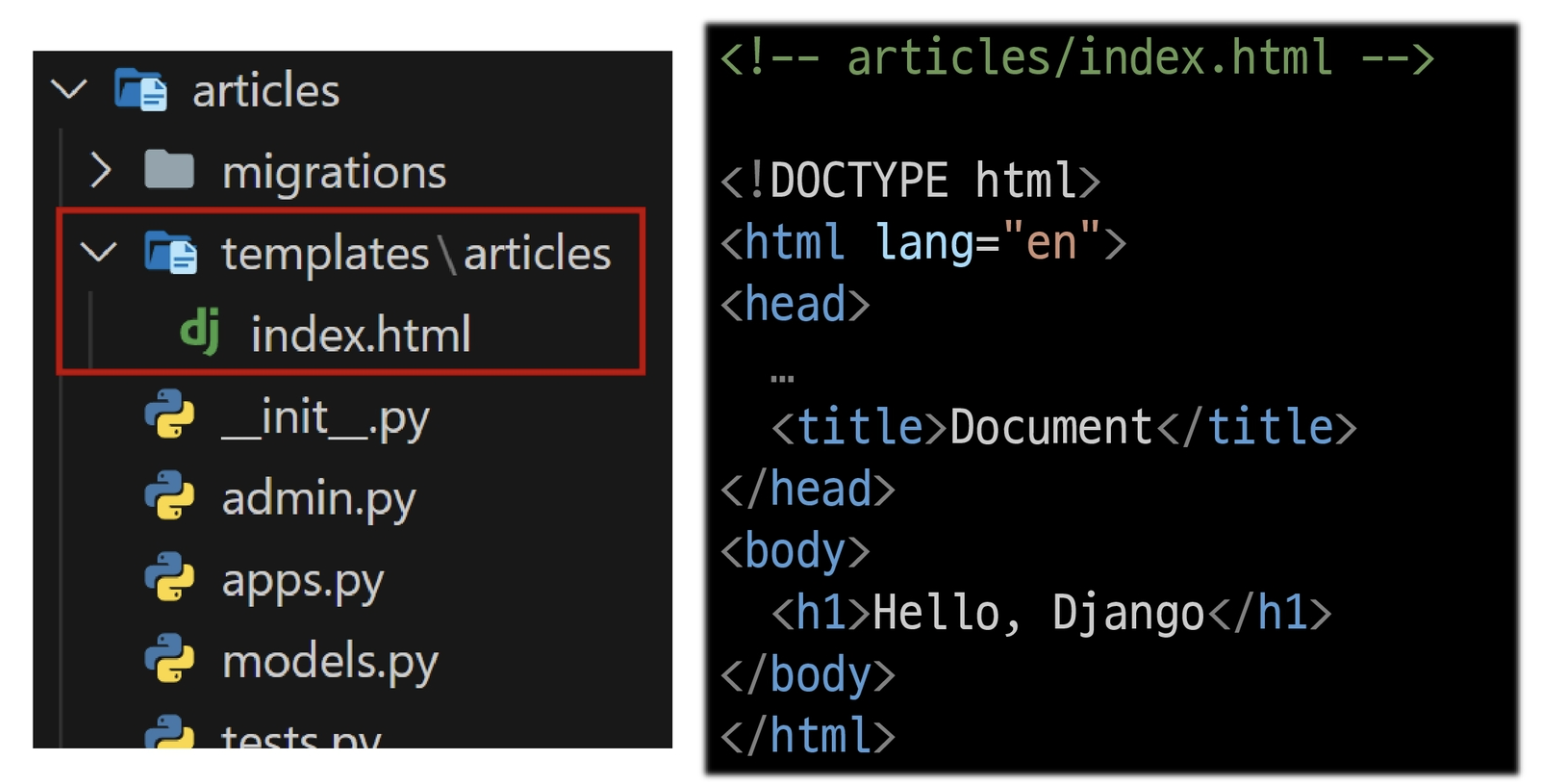 articles
migrations
templates\articles
dj index.html
__init__.py
admin.py
apps.py
models.py
tests.py
<!-- articles/index.html -->
<!DOCTYPE html>
<html lang="en">
<head>
…
<title>Document</title>
</head>
<body>
<h1>Hello, Django</h1>
</body>
</html>